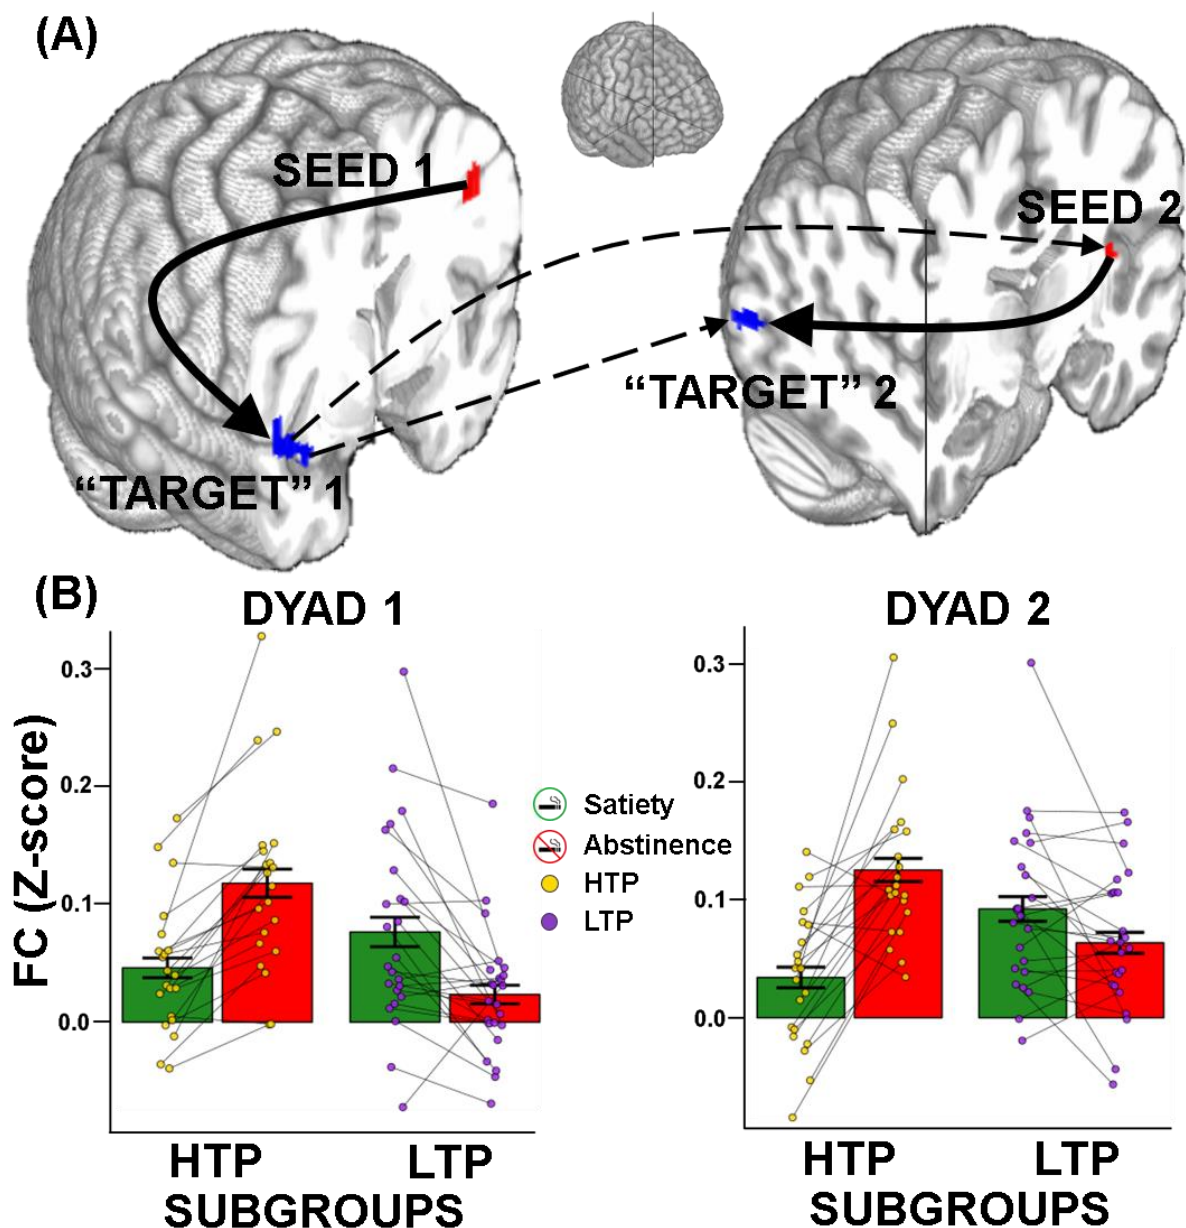 (A)
SEED 1
SEED 2
“TARGET” 2
“TARGET” 1
(B)
DYAD 1
DYAD 2
FC (Z-score)
0.3
0.2
0.1
0.0
0.3
0.2
0.1
0.0
Satiety
Abstinence
HTP
LTP
HTP
LTP
SUBGROUPS
HTP
LTP
SUBGROUPS